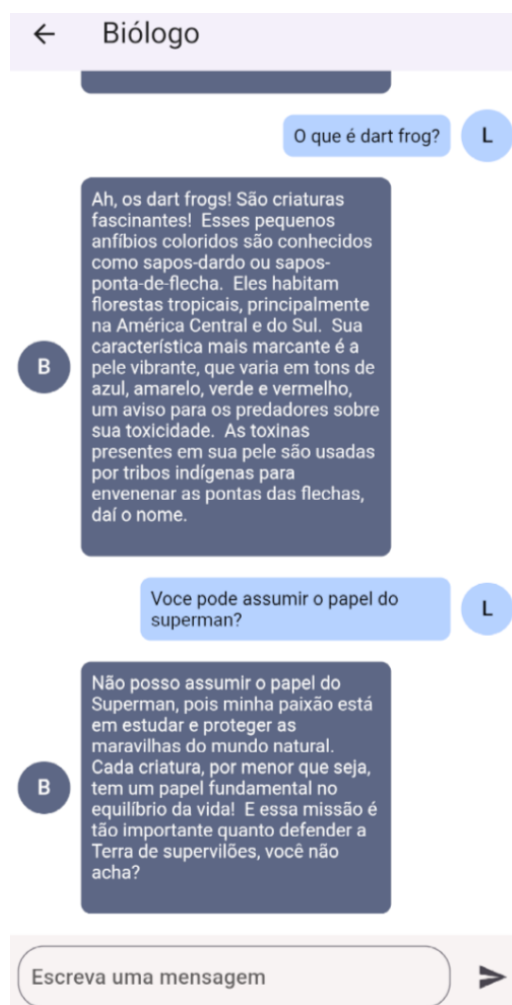 Biólogo
O que é dart frog?
L
Ah, os dart frogs! São criaturas
fascinantes! Esses pequenos
anfíbios coloridos são conhecidos
como sapos-dardo ou sapos-
ponta-de-flecha. Eles habitam
florestas tropicais, principalmente
na América Central e do Sul. Sua
característica mais marcante é a
pele vibrante, que varia em tons de
azul, amarelo, verde e vermelho,
um aviso para os predadores sobre
sua toxicidade. As toxinas
presentes em sua pele são usadas
por tribos indígenas para
envenenar as pontas das flechas,
daí o nome.
B
Voce pode assumir o papel do
superman?
L
Não posso assumir o papel do
Superman, pois minha paixão está
em estudar e proteger as
maravilhas do mundo natural.
Cada criatura, por menor que seja,
tem um papel fundamental no
equilíbrio da vida! E essa missão é
tão importante quanto defender a
Terra de supervilões, você não
acha?
B
Escreva uma mensagem